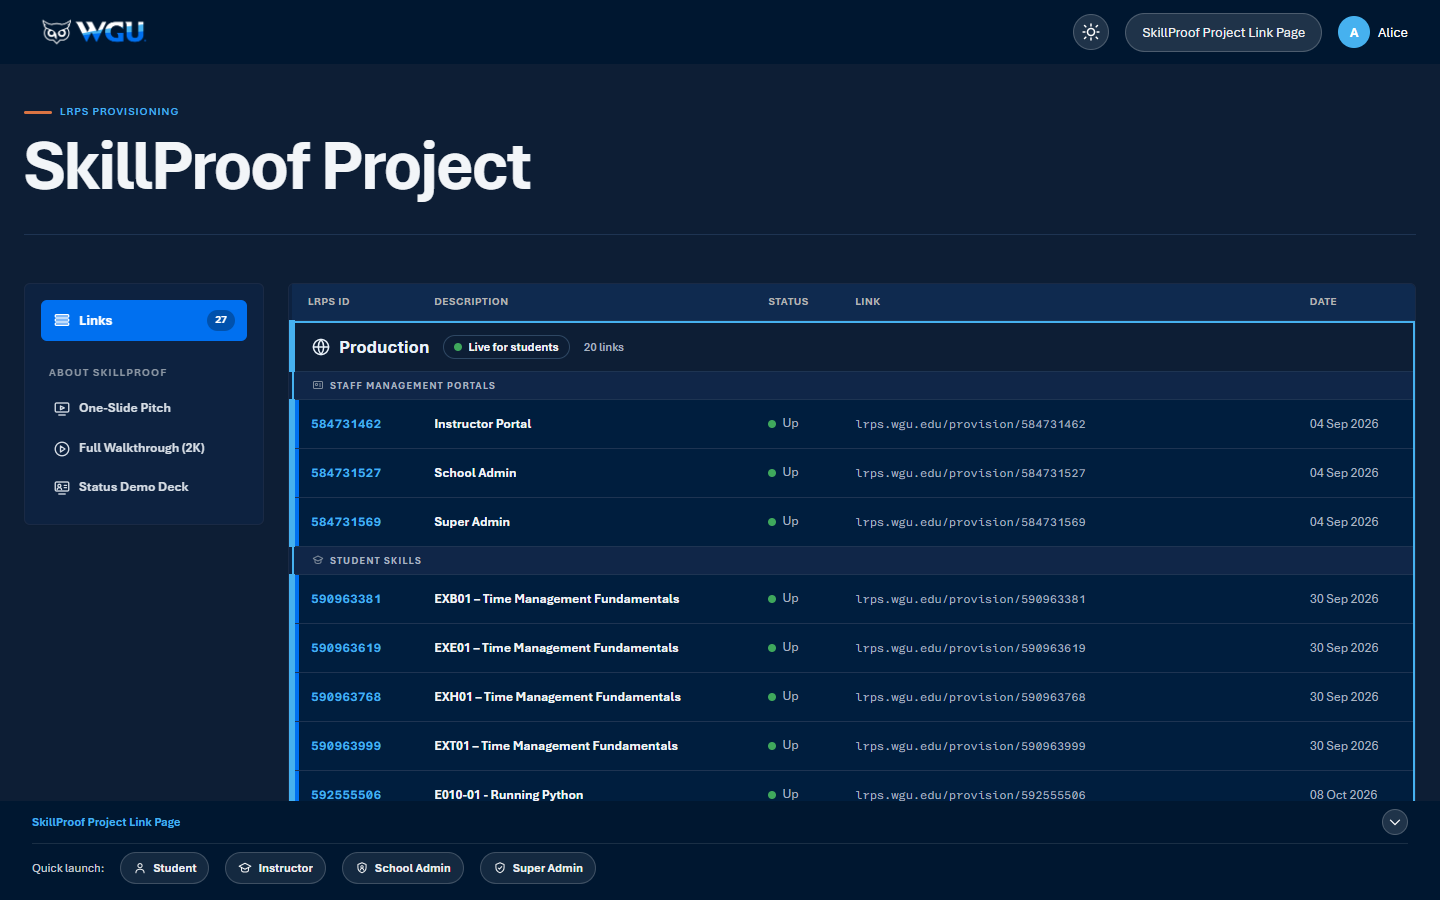 WGU
SkillProof Project Link Page
A
Alice
LRPS PROVISIONING
SkillProof Project
Links
27
ABOUT SKILLPROOF
One-Slide Pitch
Full Walkthrough (2K)
Status Demo Deck
LRPS ID DESCRIPTION STATUS LINK DATE
Production Live for students 20 links
STAFF MANAGEMENT PORTALS
584731462 Instructor Portal Up lrps.wgu.edu/provision/584731462 04 Sep 2026
584731527 School Admin Up lrps.wgu.edu/provision/584731527 04 Sep 2026
584731569 Super Admin Up lrps.wgu.edu/provision/584731569 04 Sep 2026
STUDENT SKILLS
590963381 EXB01 – Time Management Fundamentals Up lrps.wgu.edu/provision/590963381 30 Sep 2026
590963619 EXE01 – Time Management Fundamentals Up lrps.wgu.edu/provision/590963619 30 Sep 2026
590963768 EXH01 – Time Management Fundamentals Up lrps.wgu.edu/provision/590963768 30 Sep 2026
590963999 EXT01 – Time Management Fundamentals Up lrps.wgu.edu/provision/590963999 30 Sep 2026
592555506 E010-01 - Running Python Up lrps.wgu.edu/provision/592555506 08 Oct 2026
SkillProof Project Link Page
Quick launch: Student Instructor School Admin Super Admin